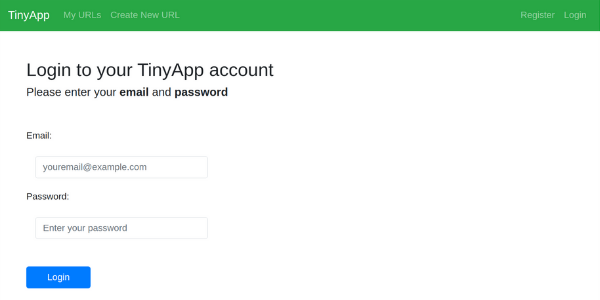 TinyApp My URLs Create New URL Register Login
Login to your TinyApp account
Please enter your email and password
Email:
youremail@example.com
Password:
Enter your password
Login